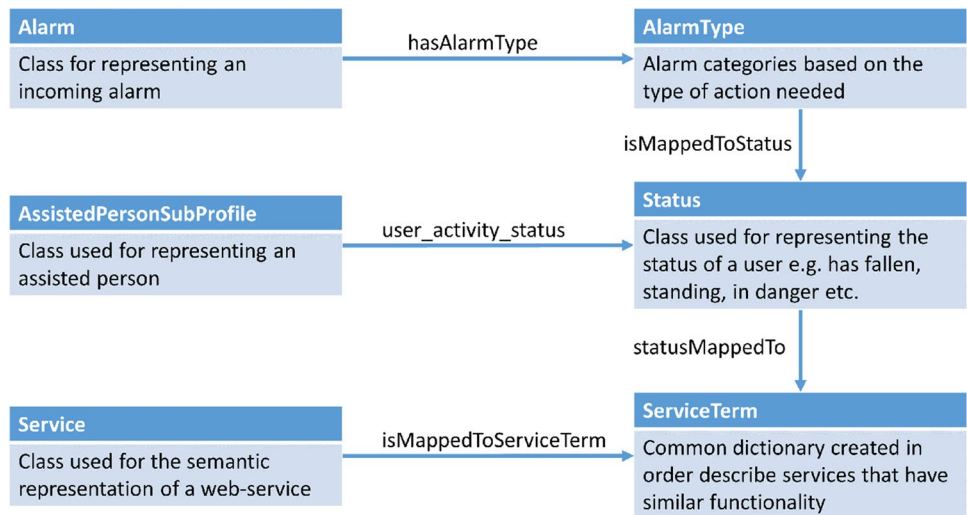 Alarm
Class for representing an
incoming alarm
hasAlarmType
AlarmType
Alarm categories based on the
type of action needed
isMappedToStatus
AssistedPersonSubProfile
Class used for representing an
assisted person
user_activity_status
Status
Class used for representing the
status of a user e.g. has fallen,
standing, in danger etc.
statusMappedTo
Service
Class used for the semantic
representation of a web-service
isMappedToServiceTerm
ServiceTerm
Common dictionary created in
order describe services that have
similar functionality